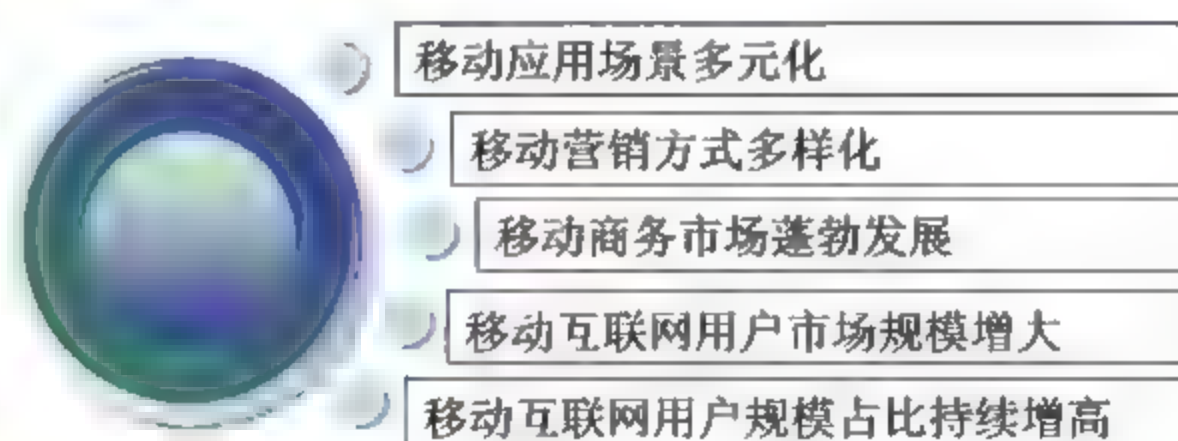 移动应用场景多元化
移动营销方式多样化
移动商务市场蓬勃发展
移动互联网用户市场规模增大
移动互联网用户规模占比持续增高